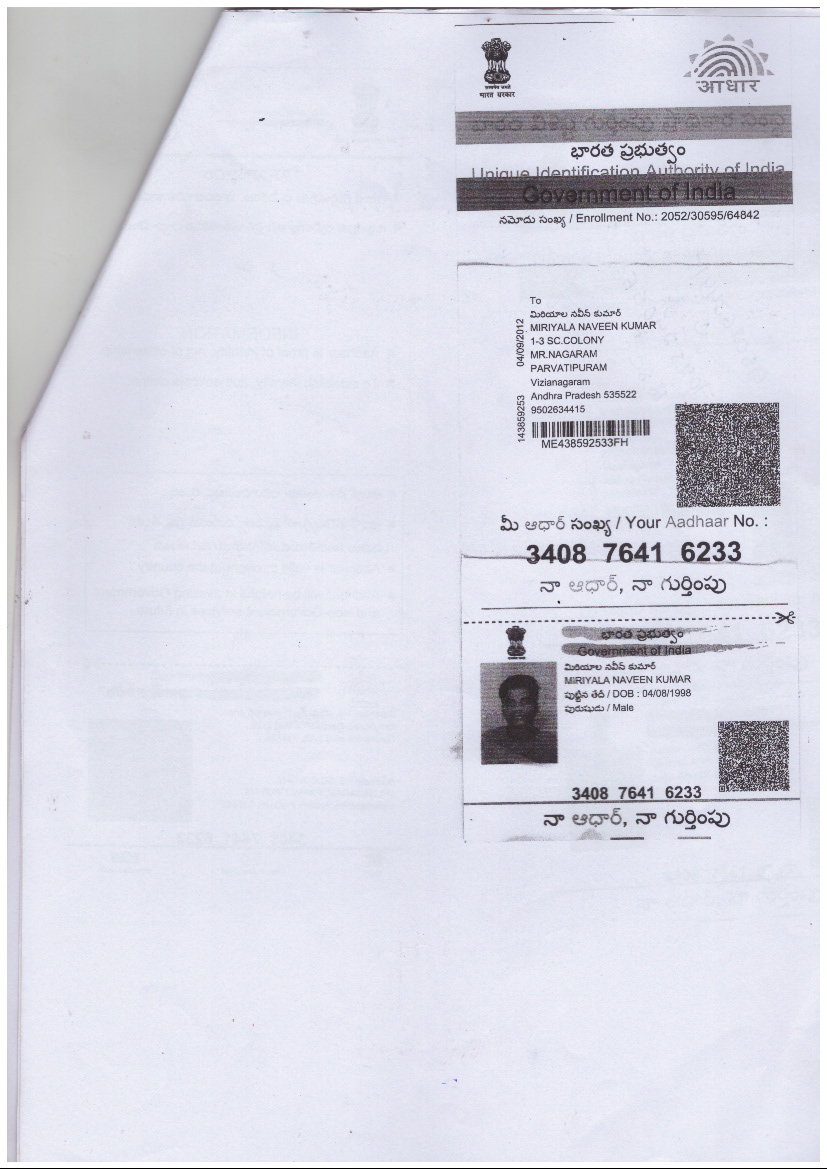 सत्यमेव जयते
भारत सरकार
आधार
భారత విశిష్ట గుర్తింపు ప్రాధికార సంస్థ
భారత ప్రభుత్వం
Unique Identification Authority of India
Government of India
నమోదు సంఖ్య / Enrollment No.: 2052/30595/64842
To
మిరియాల నవీన్ కుమార్
MIRIYALA NAVEEN KUMAR
1-3 SC.COLONY
MR.NAGARAM
PARVATIPURAM
Vizianagaram
Andhra Pradesh 535522
9502634415
143859253 04/09/2012
ME438592533FH
మీ ఆధార్ సంఖ్య / Your Aadhaar No. :
3408 7641 6233
నా ఆధార్, నా గుర్తింపు
భారత ప్రభుత్వం
Government of India
మిరియాల నవీన్ కుమార్
MIRIYALA NAVEEN KUMAR
పుట్టిన తేదీ / DOB : 04/08/1998
పురుషుడు / Male
3408 7641 6233
నా ఆధార్, నా గుర్తింపు